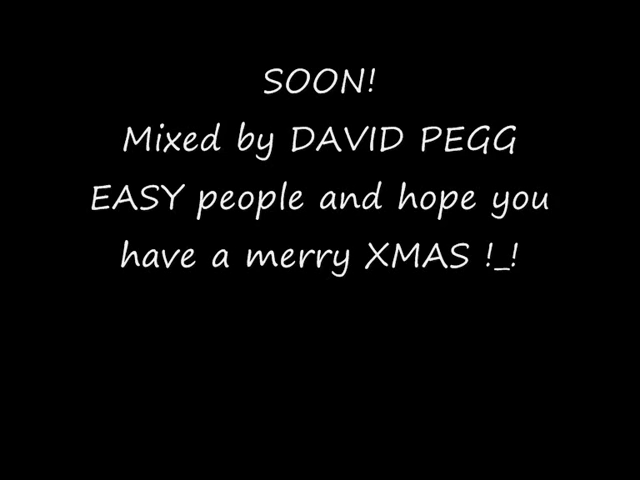 SOON!
Mixed by DAVID PEGG
EASY people and hope you
have a merry XMAS !_!